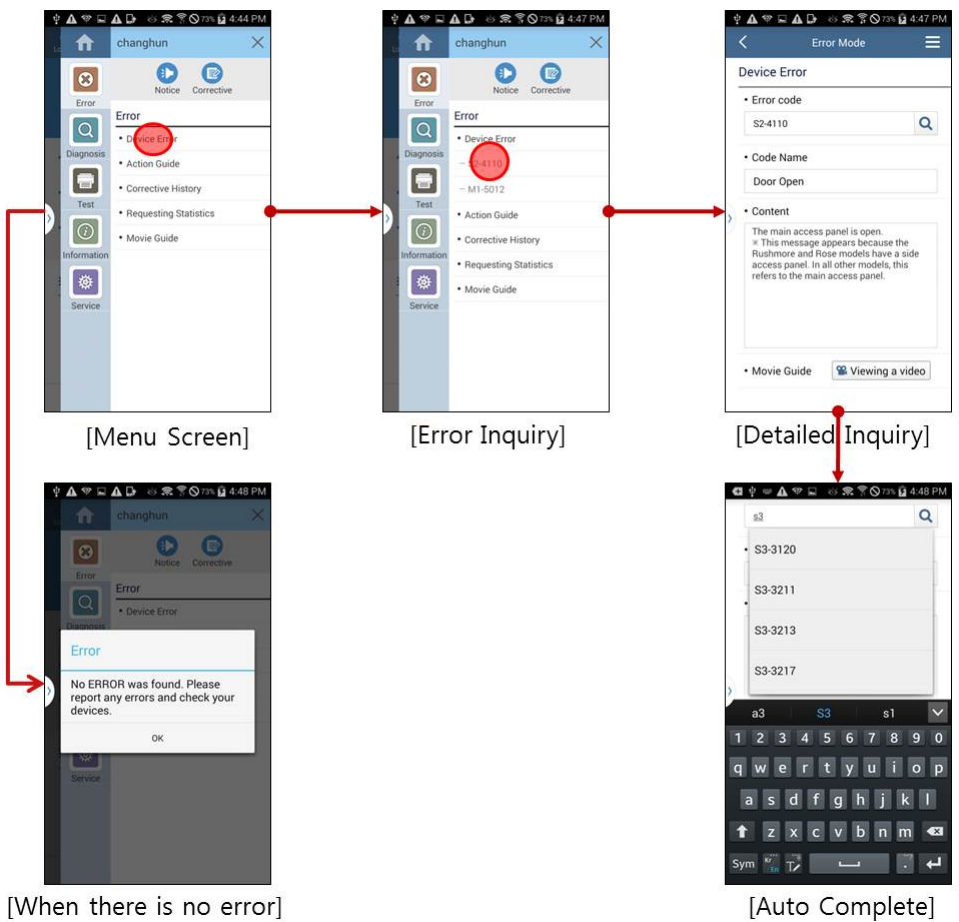 73% 4:44 PM
changhun
Notice Corrective
Error
Diagnosis
Test
Information
Service
Error
• Device Error
• Action Guide
• Corrective History
• Requesting Statistics
• Movie Guide
[Menu Screen]
73% 4:47 PM
changhun
Notice Corrective
Error
Diagnosis
Test
Information
Service
Error
• Device Error
– S2-4110
– M1-5012
• Action Guide
• Corrective History
• Requesting Statistics
• Movie Guide
[Error Inquiry]
73% 4:47 PM
Error Mode
Device Error
• Error code
S2-4110
• Code Name
Door Open
• Content
The main access panel is open.
※ This message appears because the
Rushmore and Rose models have a side
access panel. In all other models, this
refers to the main access panel.
• Movie Guide
Viewing a video
[Detailed Inquiry]
73% 4:48 PM
changhun
Notice Corrective
Error
Diagnosis
Service
Error
• Device Error
Error
No ERROR was found. Please
report any errors and check your
devices.
OK
[When there is no error]
73% 4:48 PM
s3
S3-3120
S3-3211
S3-3213
S3-3217
a3 S3 s1
1 2 3 4 5 6 7 8 9 0
q w e r t y u i o p
a s d f g h j k l
z x c v b n m
Sym Kr En T .
[Auto Complete]